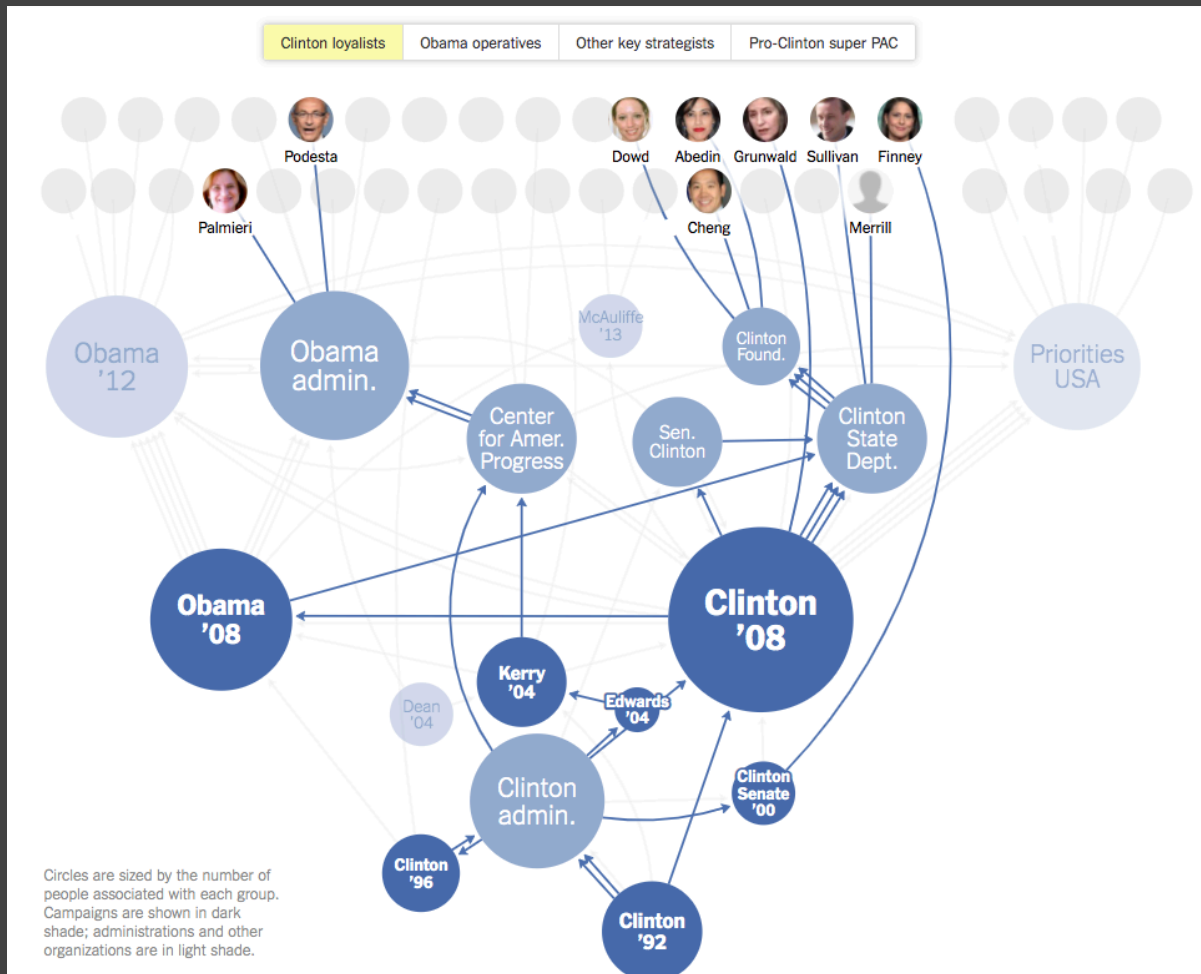 Clinton loyalists
Obama operatives
Other key strategists
Pro-Clinton super PAC
Podesta
Dowd
Abedin
Grunwald
Sullivan
Finney
Palmieri
Cheng
Merrill
Obama
'12
Obama
admin.
McAuliffe
'13
Clinton
Found.
Priorities
USA
Center
for Amer.
Progress
Sen.
Clinton
Clinton
State
Dept.
Obama
'08
Clinton
'08
Kerry
'04
Edwards
'04
Dean
'04
Clinton
admin.
Clinton
Senate
'00
Clinton
'96
Clinton
'92
Circles are sized by the number of
people associated with each group.
Campaigns are shown in dark
shade; administrations and other
organizations are in light shade.